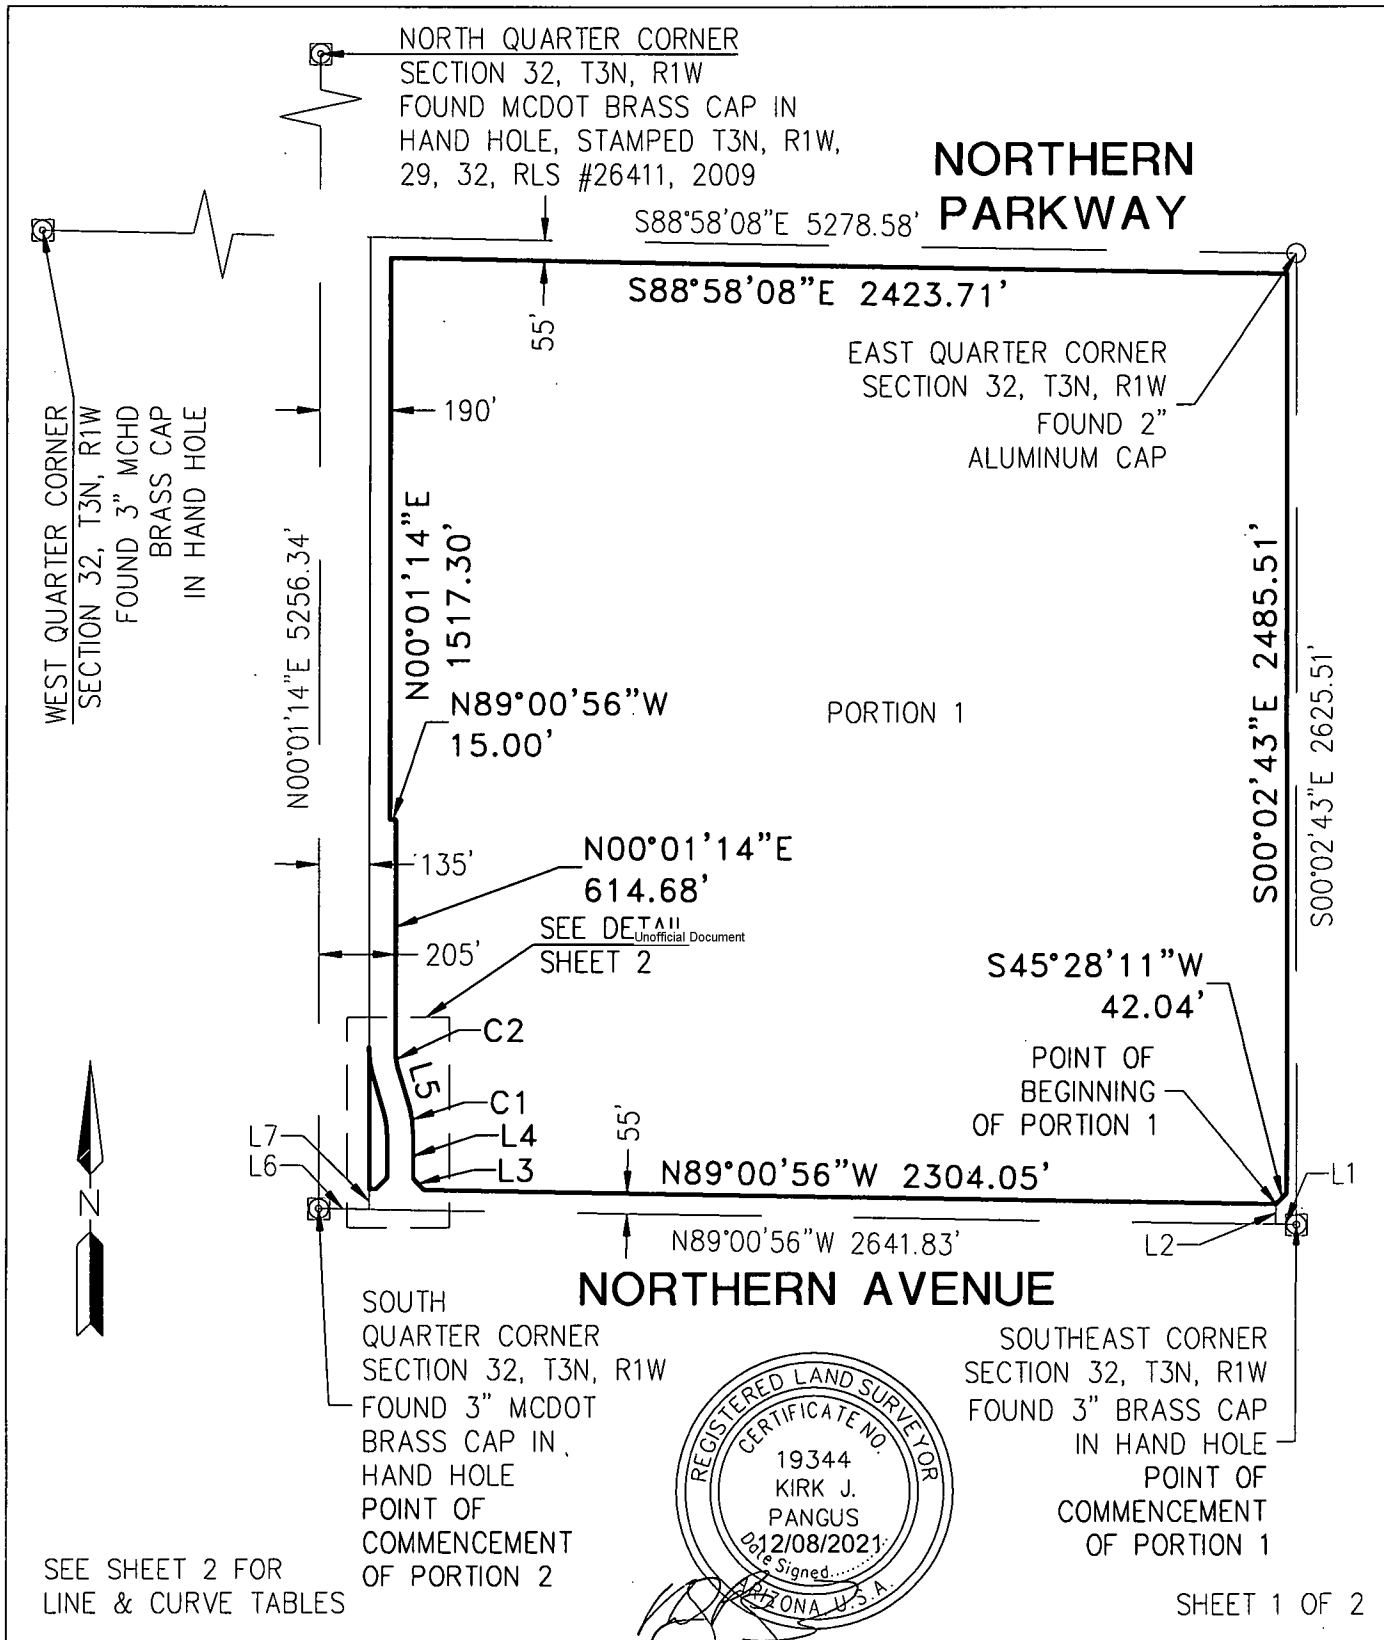 NORTH QUARTER CORNER
SECTION 32, T3N, R1W
FOUND MCDOT BRASS CAP IN
HAND HOLE, STAMPED T3N, R1W,
29, 32, RLS #26411, 2009
NORTHERN
PARKWAY
S88°58'08"E 5278.58'
S88°58'08"E 2423.71'
55'
EAST QUARTER CORNER
SECTION 32, T3N, R1W
FOUND 2"
ALUMINUM CAP
190'
WEST QUARTER CORNER
SECTION 32, T3N, R1W
FOUND 3" MCHD
BRASS CAP
IN HAND HOLE
N00°01'14"E 5256.34'
N00°01'14"E
1517.30'
N89°00'56"W
15.00'
PORTION 1
S00°02'43"E 2485.51'
S00°02'43"E 2625.51'
135'
N00°01'14"E
614.68'
SEE DETAIL
Unofficial Document
SHEET 2
205'
S45°28'11"W
42.04'
C2
L5
C1
L4
L3
L7
L6
POINT OF
BEGINNING
OF PORTION 1
55'
N89°00'56"W 2304.05'
L1
L2
N89°00'56"W 2641.83'
N
NORTHERN AVENUE
SOUTH
QUARTER CORNER
SECTION 32, T3N, R1W
FOUND 3" MCDOT
BRASS CAP IN
HAND HOLE
POINT OF
COMMENCEMENT
OF PORTION 2
SOUTHEAST CORNER
SECTION 32, T3N, R1W
FOUND 3" BRASS CAP
IN HAND HOLE
POINT OF
COMMENCEMENT
OF PORTION 1
REGISTERED LAND SURVEYOR
CERTIFICATE NO.
19344
KIRK J.
PANGUS
12/08/2021
Date Signed..........
ARIZONA, U.S.A.
SEE SHEET 2 FOR
LINE & CURVE TABLES
SHEET 1 OF 2